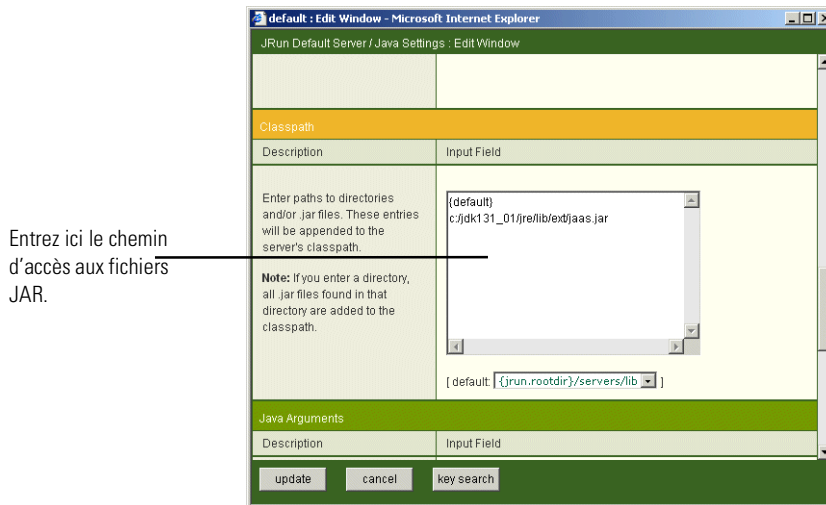 default : Edit Window - Microsoft Internet Explorer
JRun Default Server / Java Settings : Edit Window
Classpath
Description Input Field
Enter paths to directories
and/or .jar files. These entries
will be appended to the
server's classpath.
Note: If you enter a directory,
all .jar files found in that
directory are added to the
classpath.
{default}
c:/jdk131_01/jre/lib/ext/jaas.jar
[ default: {jrun.rootdir}/servers/lib ]
Entrez ici le chemin
d'accès aux fichiers
JAR.
Java Arguments
Description Input Field
update cancel key search